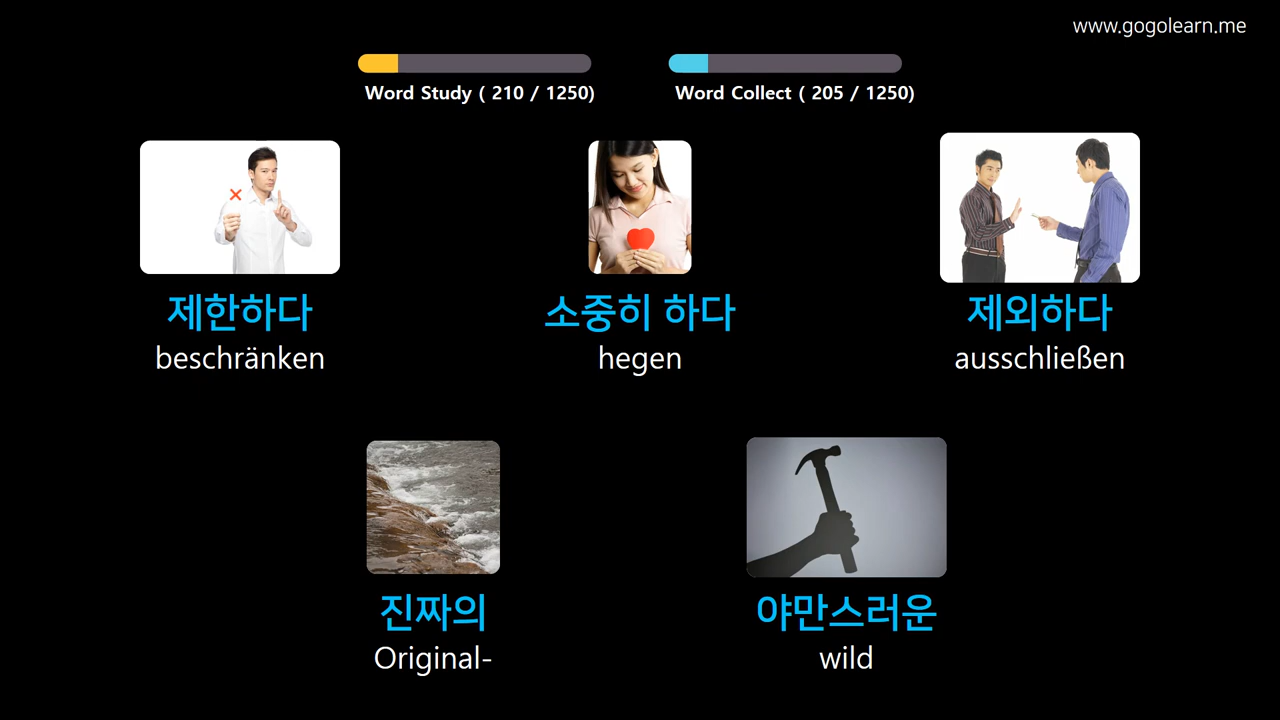 www.gogolearn.me
Word Study ( 210 / 1250)
Word Collect ( 205 / 1250)
제한하다
beschränken
소중히 하다
hegen
제외하다
ausschließen
진짜의
Original-
야만스러운
wild